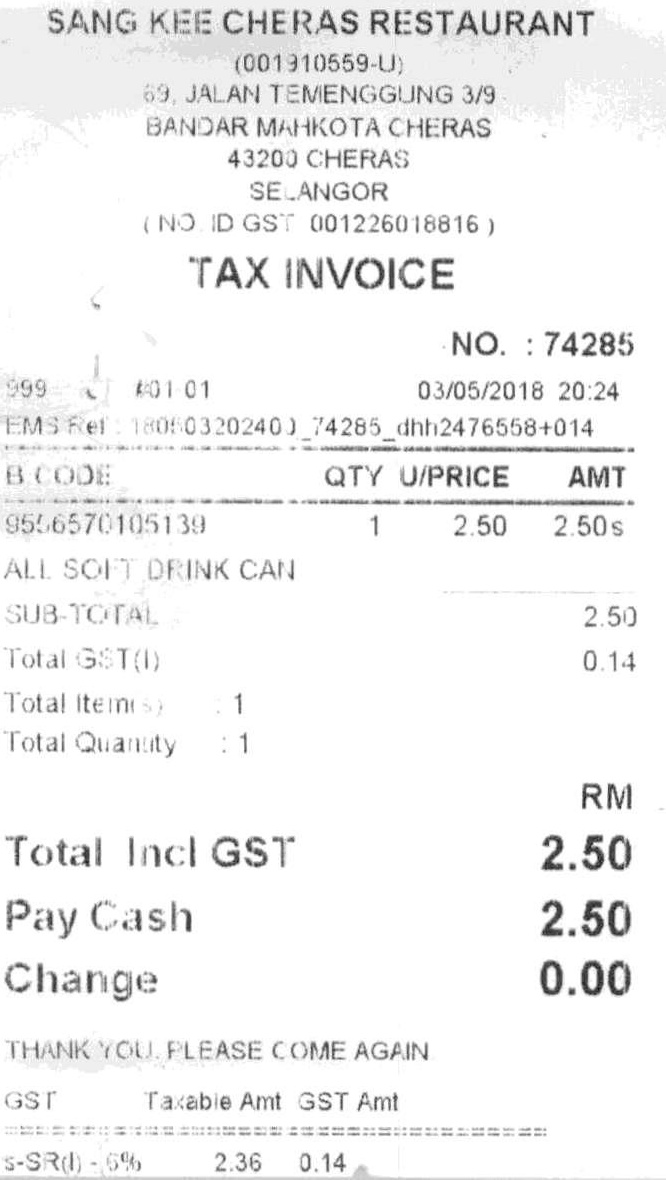 SANG KEE CHERAS RESTAURANT
(001910559-U)
69, JALAN TEMENGGUNG 3/9
BANDAR MAHKOTA CHERAS
43200 CHERAS
SELANGOR
( NO. ID GST 001226018816 )
TAX INVOICE
NO. : 74285
999 #01-01 03/05/2018 20:24
EMS Ref : 180503202400_74285_dhh2476558+014
B CODE QTY U/PRICE AMT
9556570105139 1 2.50 2.50s
ALL SOFT DRINK CAN
SUB-TOTAL 2.50
Total GST(I) 0.14
Total Item(s) : 1
Total Quantity : 1
RM
Total Incl GST 2.50
Pay Cash 2.50
Change 0.00
THANK YOU. PLEASE COME AGAIN
GST Taxable Amt GST Amt
s-SR(I) - 6% 2.36 0.14